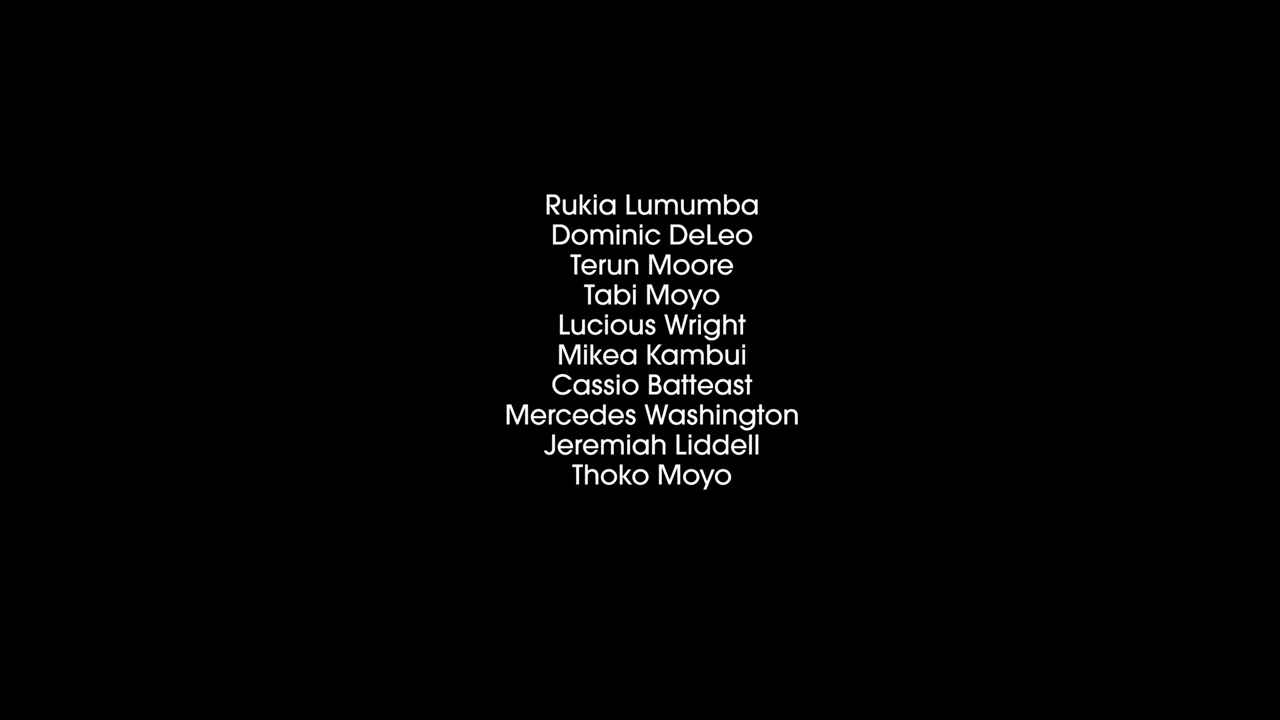 Rukia Lumumba
Dominic DeLeo
Terun Moore
Tabi Moyo
Lucious Wright
Mikea Kambui
Cassio Batteast
Mercedes Washington
Jeremiah Liddell
Thoko Moyo